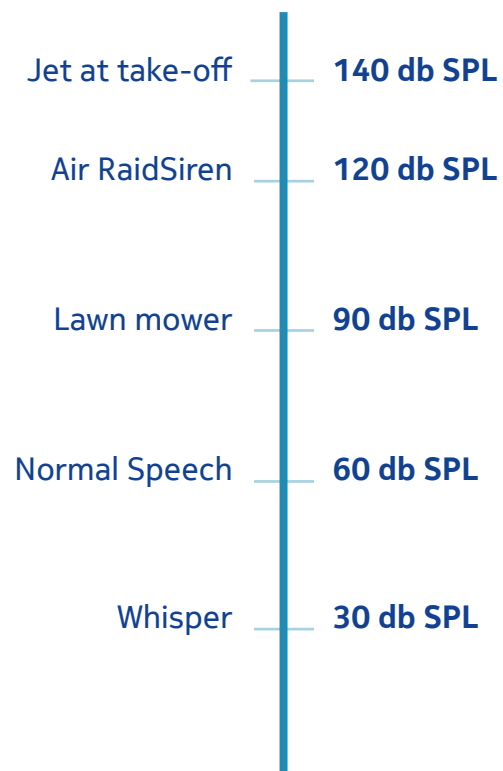 Jet at take-off 140 db SPL
Air RaidSiren 120 db SPL
Lawn mower 90 db SPL
Normal Speech 60 db SPL
Whisper 30 db SPL